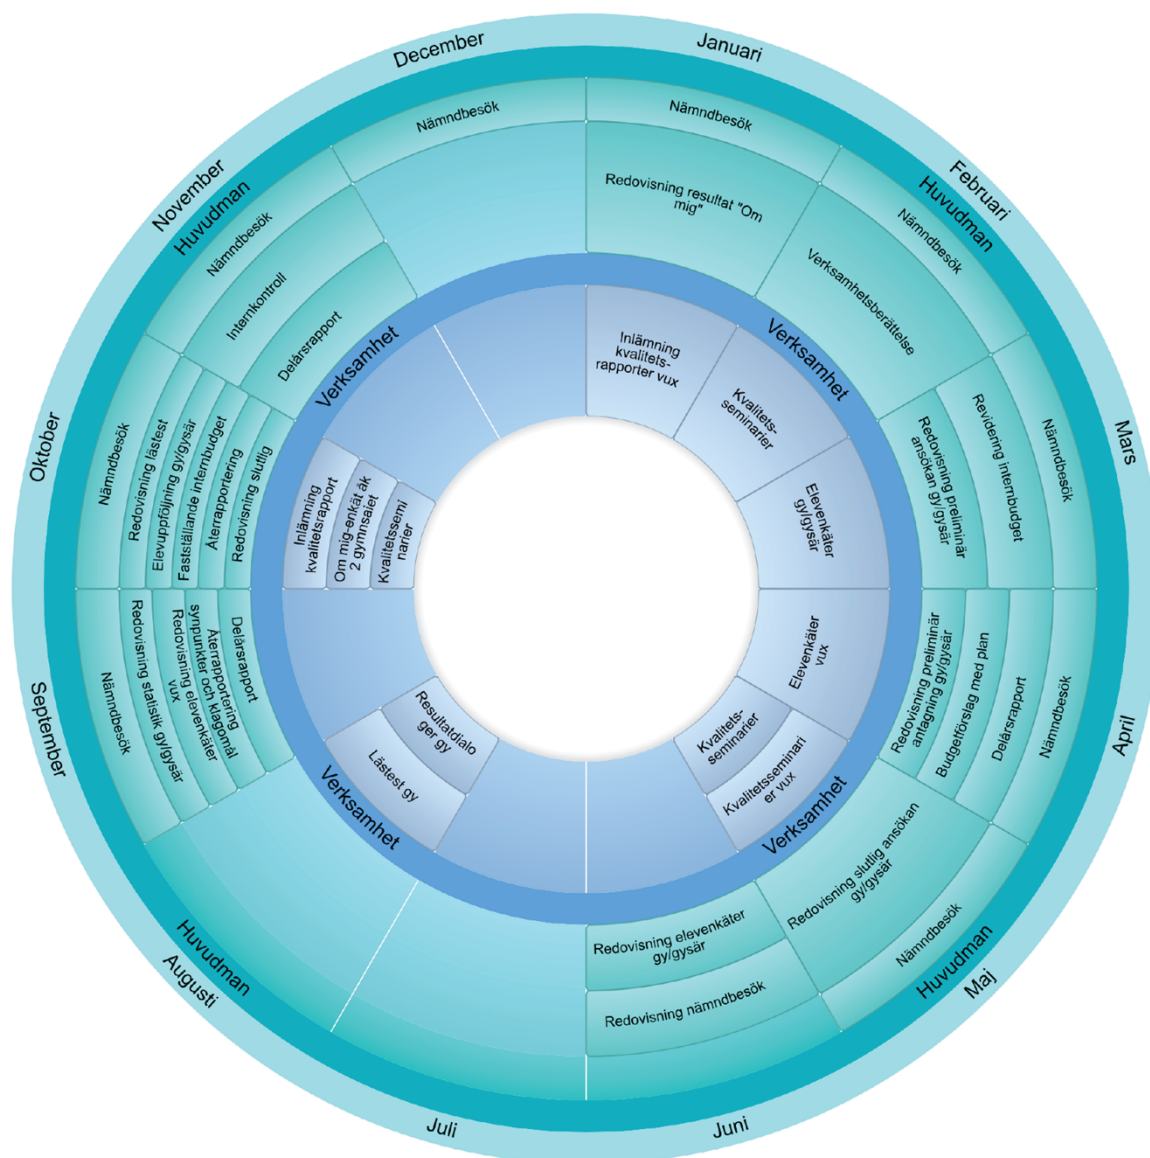 Januari
Februari
Mars
April
Maj
Juni
Juli
Augusti
September
Oktober
November
December
Huvudman
Huvudman
Huvudman
Huvudman
Nämndbesök
Redovisning resultat "Om
mig"
Nämndbesök
Verksamhetsberättelse
Nämndbesök
Revidering internbudget
Redovisning preliminär
ansökan gy/gysär
Nämndbesök
Delårsrapport
Budgetförslag med plan
Redovisning preliminär
antagning gy/gysär
Nämndbesök
Redovisning slutlig ansökan
gy/gysär
Redovisning elevenkäter
gy/gysär
Redovisning nämndbesök
Nämndbesök
Redovisning statistik gy/gysär
Redovisning elevenkäter
vux
Återrapportering
synpunkter och klagomål
Delårsrapport
Nämndbesök
Redovisning lästest
Elevuppföljning gy/gysär
Fastställande internbudget
Återrapportering
Redovisning slutlig
Nämndbesök
Internkontroll
Delårsrapport
Nämndbesök
Verksamhet
Verksamhet
Verksamhet
Verksamhet
Inlämning
kvalitets-
rapporter vux
Kvalitets-
seminarier
Elevenkäter
gy/gysär
Elevenkäter
vux
Kvalitets-
seminarier
Kvalitetsseminari
er vux
Resultatdialo
ger gy
Lästest gy
Inlämning
kvalitetsrapport
Om mig-enkät åk
2 gymnsaiet
Kvalitetssemi
narier